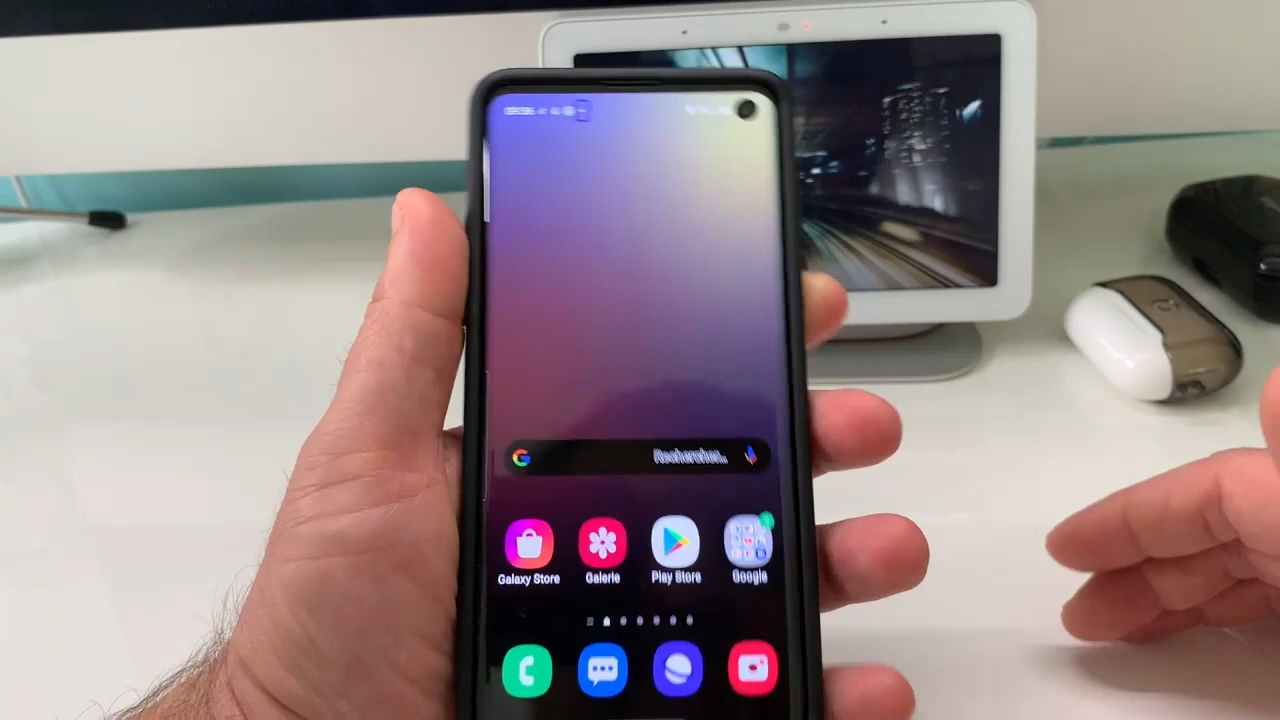 Rechercher...
Galaxy Store
Galerie
Play Store
Google